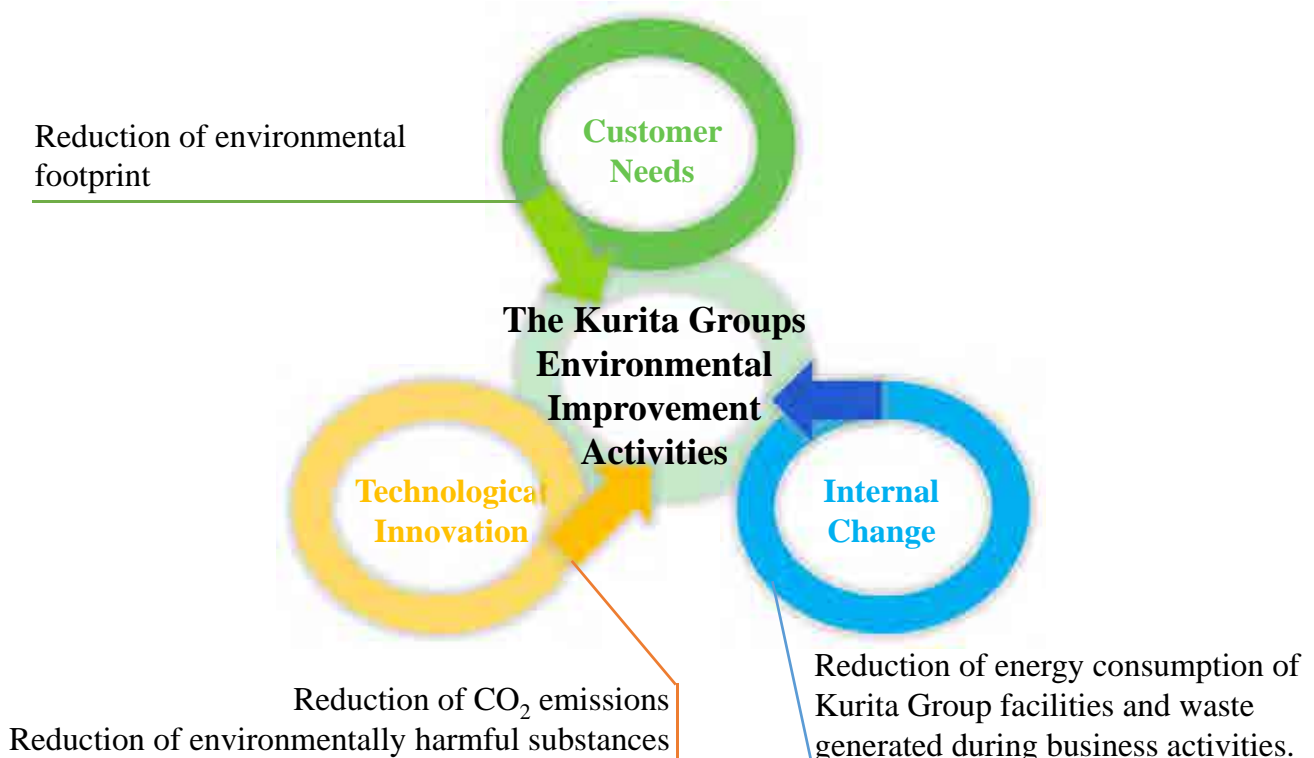 Reduction of environmental
footprint
Customer
Needs
The Kurita Groups
Environmental
Improvement
Activities
Technological
Innovation
Internal
Change
Reduction of CO₂ emissions
Reduction of environmentally harmful substances
Reduction of energy consumption of
Kurita Group facilities and waste
generated during business activities.